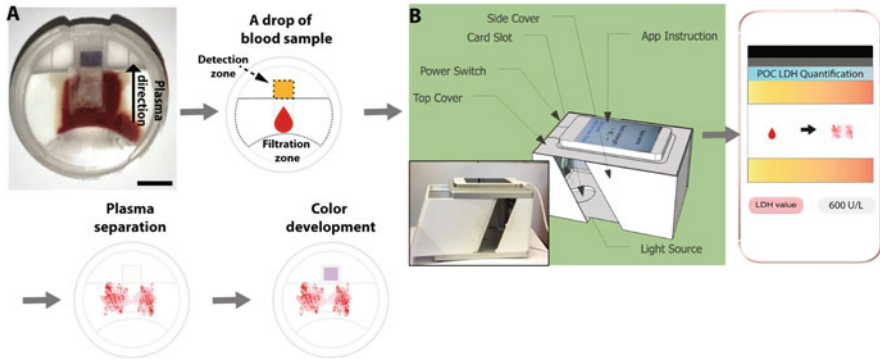 A
Plasma
direction
A drop of
blood sample
Detection
zone
Filtration
zone
B
Side Cover
Card Slot
App Instruction
Power Switch
Top Cover
Light Source
POC LDH Quantification
LDH value
600 U/L
Plasma
separation
Color
development